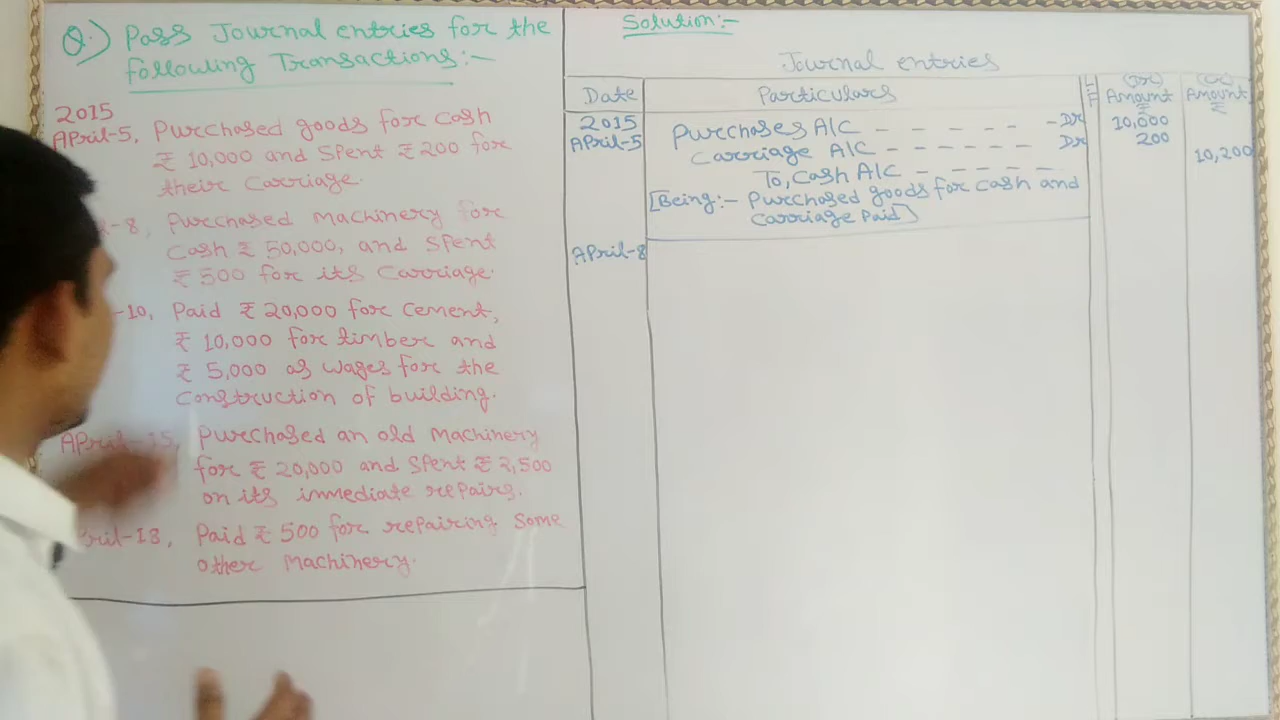 Q.) Pass Journal entries for the
following Transactions:-
2015
April-5, Purchased goods for cash
₹ 10,000 and Spent ₹ 200 for
their Carriage.
-8, Purchased Machinery for
Cash ₹ 50,000, and Spent
₹ 500 for its Carriage.
-10, Paid ₹ 20,000 for Cement,
₹ 10,000 for timber and
₹ 5,000 as wages for the
Construction of building.
April-15, Purchased an old Machinery
for ₹ 20,000 and Spent ₹ 2,500
on its immediate repairs.
ril-18, Paid ₹ 500 for repairing Some
other Machinery.
Solution:-
Journal entries
Date Particulars L.F (Dr) Amount ₹ (Cr) Amount ₹
2015 Purchases A/C - - - - - - Dr 10,000
April-5 Carriage A/C - - - - - - Dr 200
To, Cash A/C - - - - - 10,200
[Being:- Purchased goods for cash and
Carriage Paid]
April-8